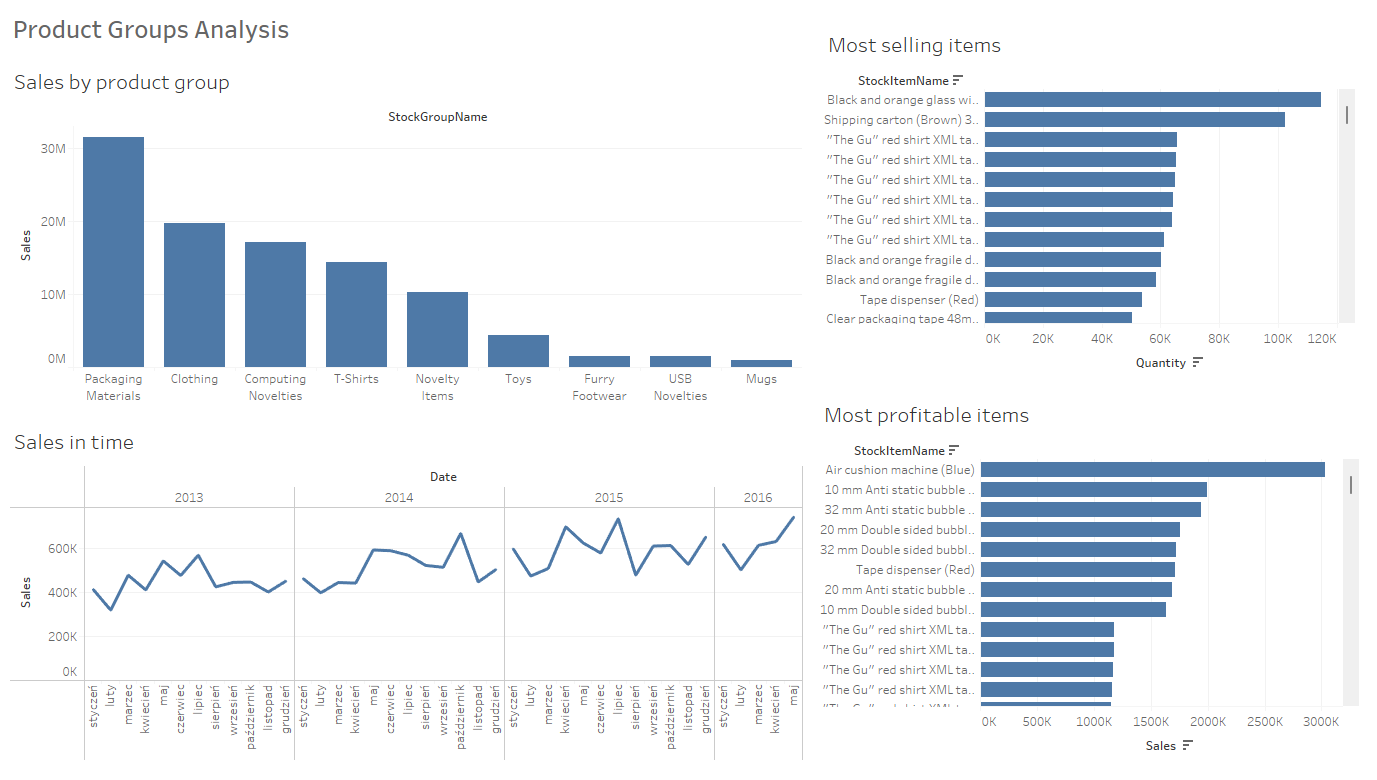 Product Groups Analysis
Sales by product group
StockGroupName
Sales
30M
20M
10M
0M
Packaging
Materials
Clothing
Computing
Novelties
T-Shirts
Novelty
Items
Toys
Furry
Footwear
USB
Novelties
Mugs
Most selling items
StockItemName
Black and orange glass wi..
Shipping carton (Brown) 3..
"The Gu" red shirt XML ta..
"The Gu" red shirt XML ta..
"The Gu" red shirt XML ta..
"The Gu" red shirt XML ta..
"The Gu" red shirt XML ta..
"The Gu" red shirt XML ta..
Black and orange fragile d..
Black and orange fragile d..
Tape dispenser (Red)
Clear packaging tape 48m..
0K 20K 40K 60K 80K 100K 120K
Quantity
Sales in time
Date
2013 2014 2015 2016
Sales
600K
400K
200K
0K
styczeń
luty
marzec
kwiecień
maj
czerwiec
lipiec
sierpień
wrzesień
październik
listopad
grudzień
styczeń
luty
marzec
kwiecień
maj
czerwiec
lipiec
sierpień
wrzesień
październik
listopad
grudzień
styczeń
luty
marzec
kwiecień
maj
czerwiec
lipiec
sierpień
wrzesień
październik
listopad
grudzień
styczeń
luty
marzec
kwiecień
maj
Most profitable items
StockItemName
Air cushion machine (Blue)
10 mm Anti static bubble ..
32 mm Anti static bubble ..
20 mm Double sided bubbl..
32 mm Double sided bubbl..
Tape dispenser (Red)
20 mm Anti static bubble ..
10 mm Double sided bubbl..
"The Gu" red shirt XML ta..
"The Gu" red shirt XML ta..
"The Gu" red shirt XML ta..
"The Gu" red shirt XML ta..
"The Gu" red shirt XML ta..
0K 500K 1000K 1500K 2000K 2500K 3000K
Sales